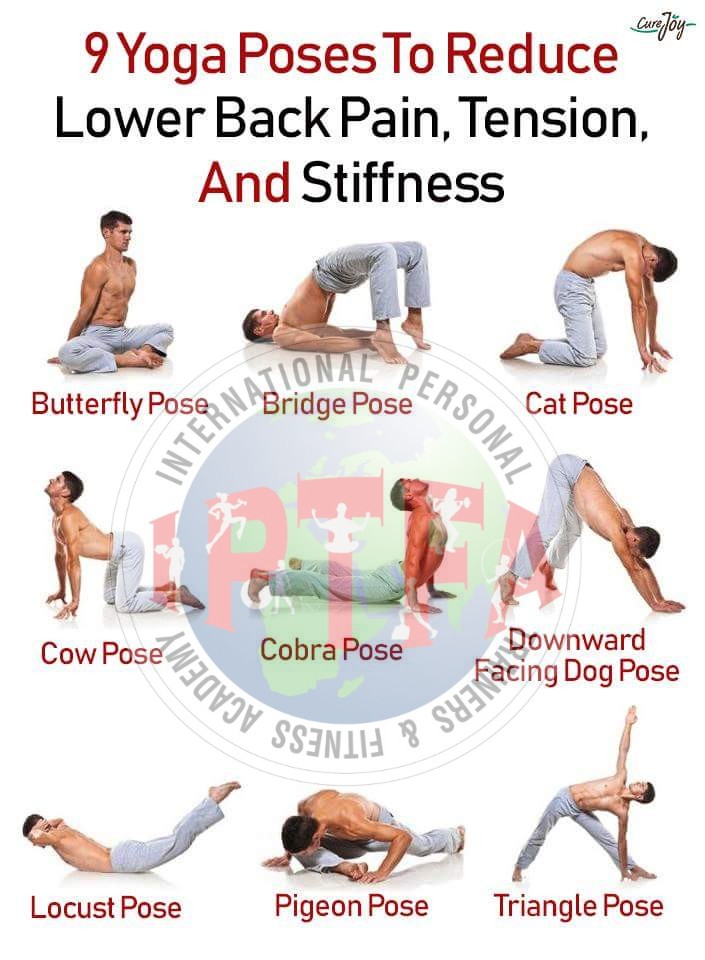 CureJoy
9 Yoga Poses To Reduce
Lower Back Pain, Tension,
And Stiffness
Butterfly Pose
Bridge Pose
Cat Pose
Cow Pose
Cobra Pose
Downward
Facing Dog Pose
Locust Pose
Pigeon Pose
Triangle Pose
INTERNATIONAL PERSONAL
IPTFA
TRAINERS & FITNESS ACADEMY